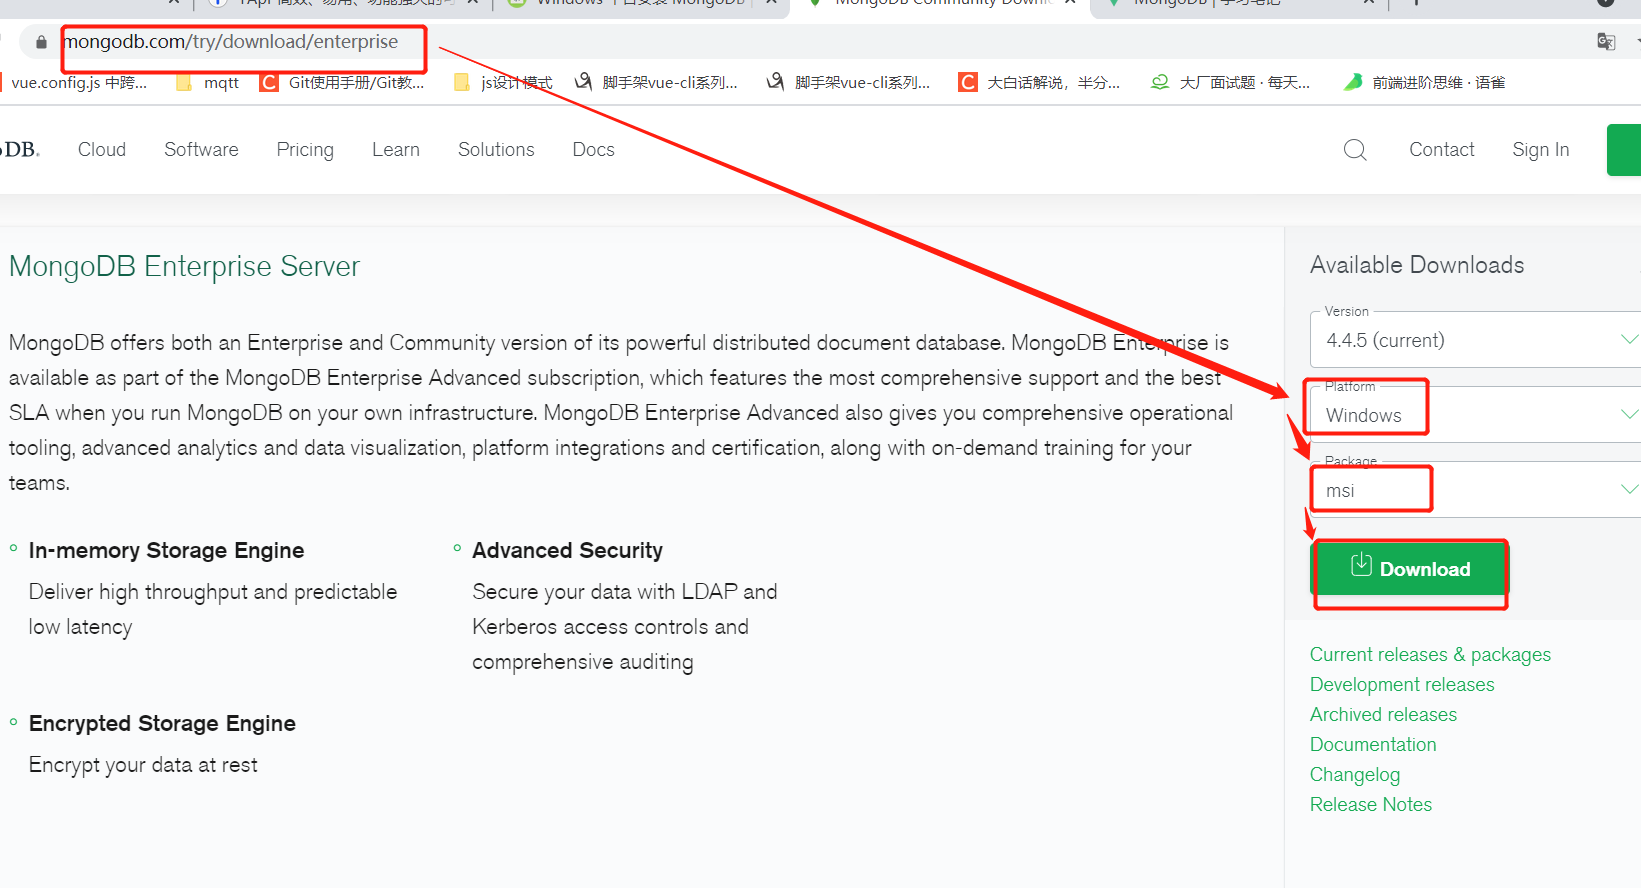 mongodb.com/try/download/enterprise
vue.config.js 中跨...
mqtt
Git使用手册/Git教...
js设计模式
脚手架vue-cli系列...
脚手架vue-cli系列...
大白话解说，半分...
大厂面试题 · 每天...
前端进阶思维 · 语雀
DB.
Cloud
Software
Pricing
Learn
Solutions
Docs
Contact
Sign In
MongoDB Enterprise Server
MongoDB offers both an Enterprise and Community version of its powerful distributed document database. MongoDB Enterprise is
available as part of the MongoDB Enterprise Advanced subscription, which features the most comprehensive support and the best
SLA when you run MongoDB on your own infrastructure. MongoDB Enterprise Advanced also gives you comprehensive operational
tooling, advanced analytics and data visualization, platform integrations and certification, along with on-demand training for your
teams.
In-memory Storage Engine
Deliver high throughput and predictable
low latency
Advanced Security
Secure your data with LDAP and
Kerberos access controls and
comprehensive auditing
Encrypted Storage Engine
Encrypt your data at rest
Available Downloads
Version
4.4.5 (current)
Platform
Windows
Package
msi
Download
Current releases & packages
Development releases
Archived releases
Documentation
Changelog
Release Notes